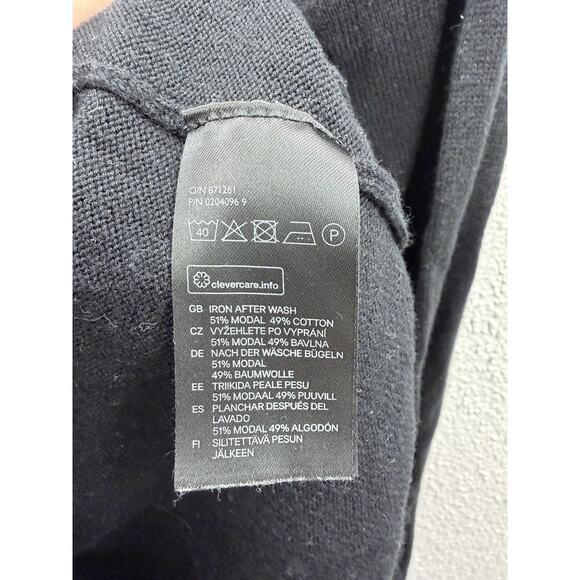 O/N 871261
P/N 0204096 9
40 P
clevercare.info
GB IRON AFTER WASH
51% MODAL 49% COTTON
CZ VYŽEHLETE PO VYPRÁNÍ
51% MODAL 49% BAVLNA
DE NACH DER WÄSCHE BÜGELN
51% MODAL
49% BAUMWOLLE
EE TRIIKIDA PEALE PESU
51% MODAAL 49% PUUVILL
ES PLANCHAR DESPUÉS DEL
LAVADO
51% MODAL 49% ALGODÓN
FI SILITETTÄVÄ PESUN
JÄLKEEN